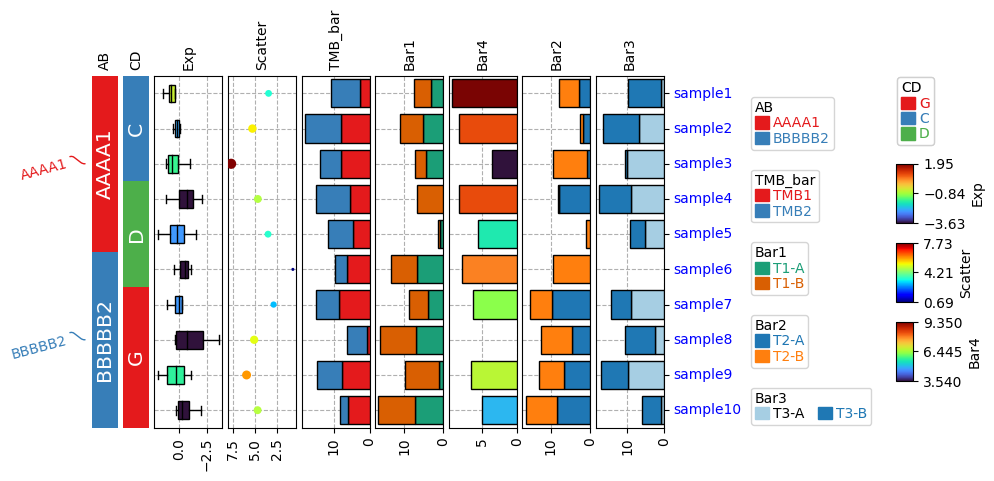 AB
CD
Exp
Scatter
TMB_bar
Bar1
Bar4
Bar2
Bar3
AAAA1
BBBBB2
AAAA1
BBBBB2
C
D
G
sample1
sample2
sample3
sample4
sample5
sample6
sample7
sample8
sample9
sample10
0.0 −2.5
7.5 5.0 2.5
10 0
10 0
5 0
10 0
10 0
AB
AAAA1
BBBBB2
TMB_bar
TMB1
TMB2
Bar1
T1-A
T1-B
Bar2
T2-A
T2-B
Bar3
T3-A T3-B
CD
G
C
D
1.95
−0.84
−3.63
Exp
7.73
4.21
0.69
Scatter
9.350
6.445
3.540
Bar4